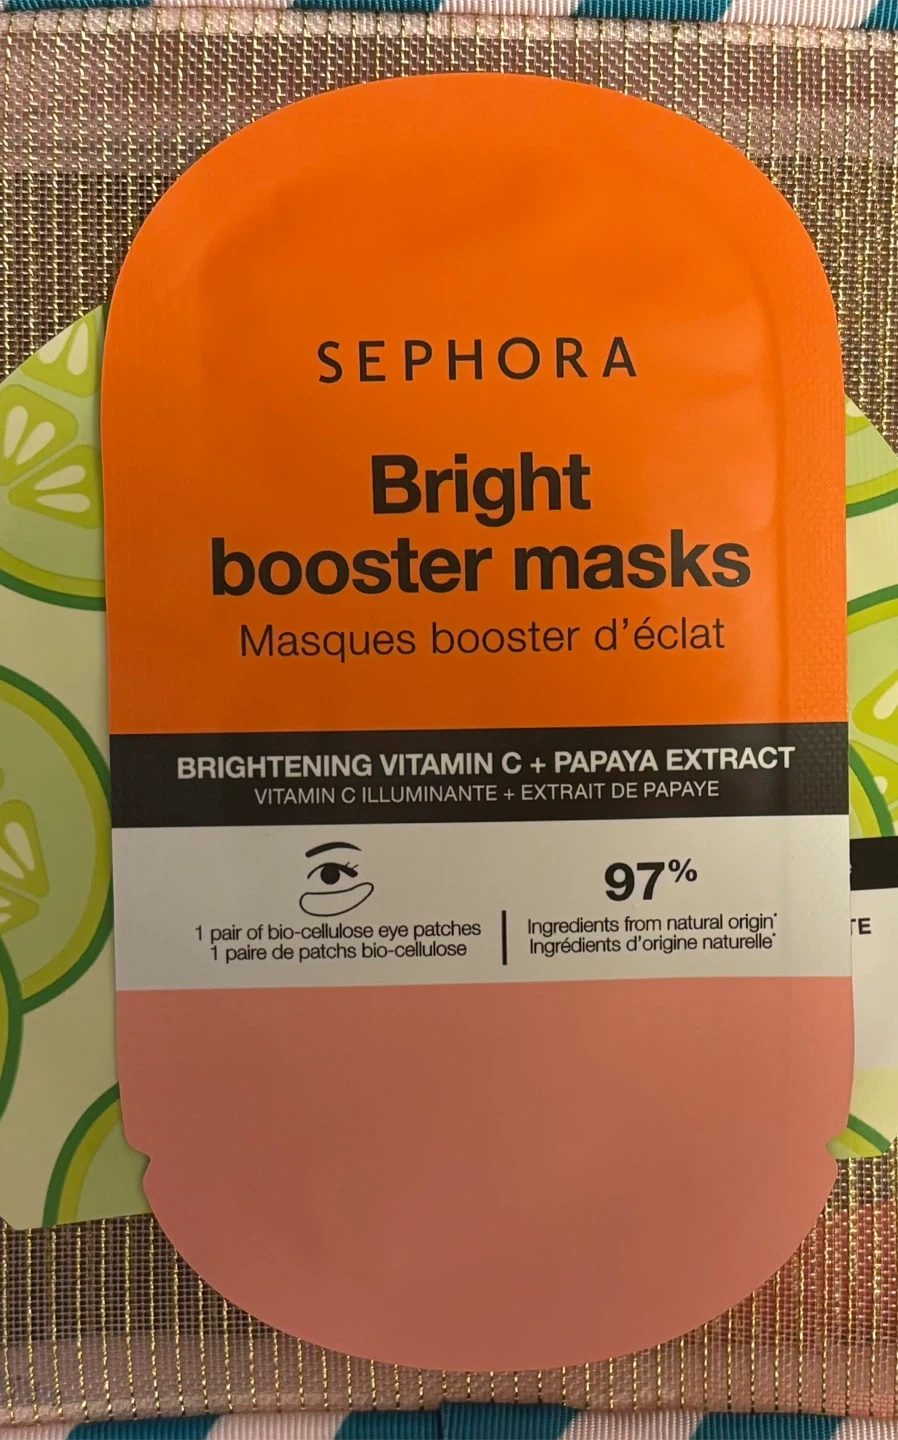 SEPHORA
Bright
booster masks
Masques booster d'éclat
BRIGHTENING VITAMIN C + PAPAYA EXTRACT
VITAMIN C ILLUMINANTE + EXTRAIT DE PAPAYE
1 pair of bio-cellulose eye patches
1 paire de patchs bio-cellulose
97%
Ingredients from natural origin*
Ingrédients d'origine naturelle*